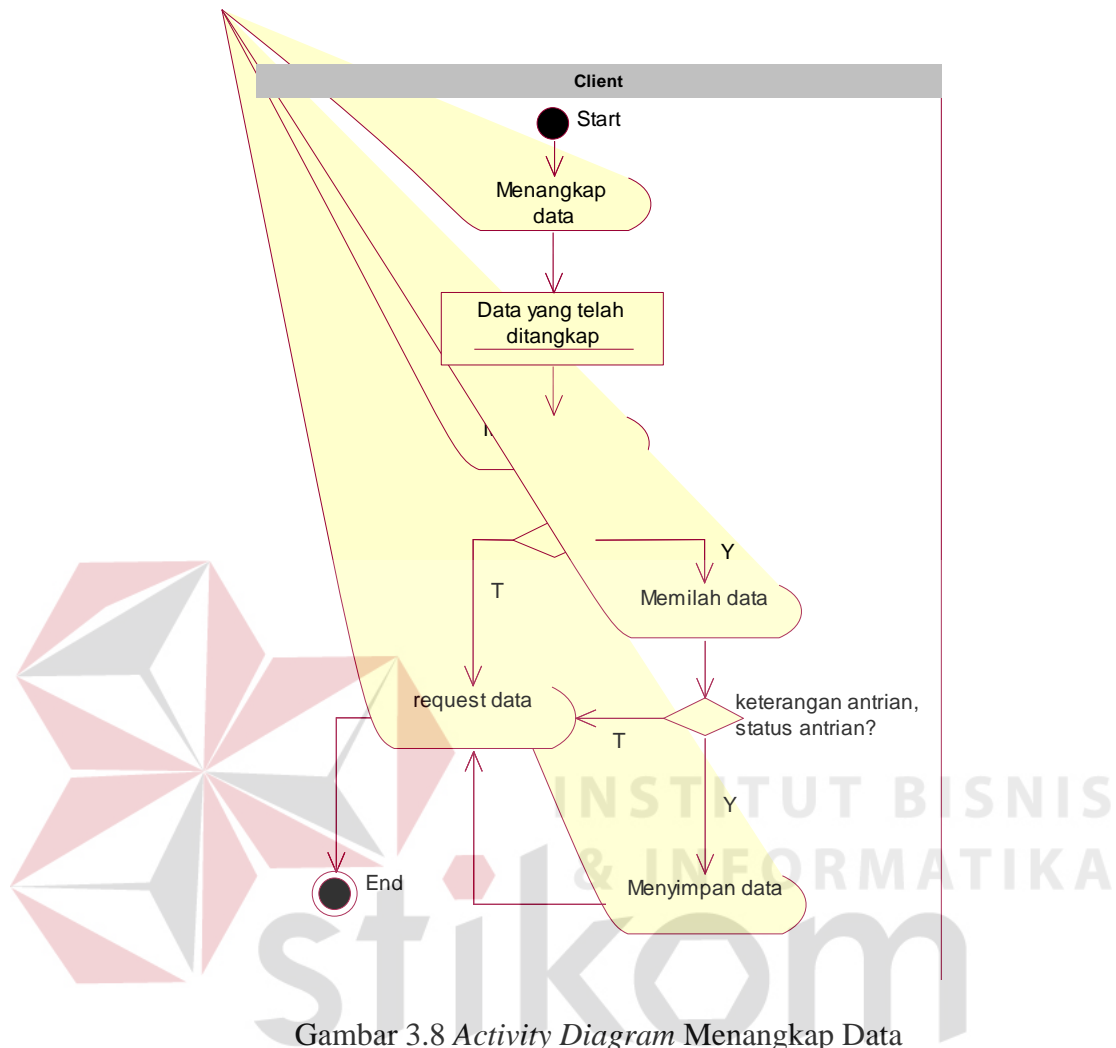 Client
Start
Menangkap
data
Data yang telah
ditangkap
Y
T
Memilah data
request data
keterangan antrian,
status antrian?
T
Y
End
Menyimpan data
INSTITUT BISNIS
& INFORMATIKA
stikom
Gambar 3.8 Activity Diagram Menangkap Data